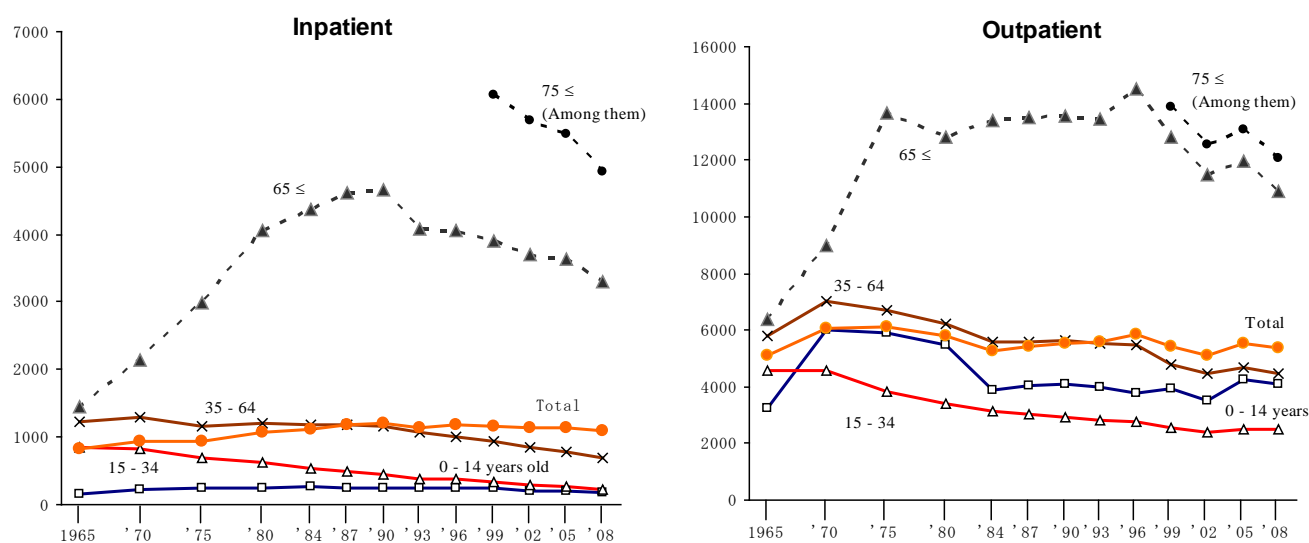 Inpatient
7000
6000
5000
4000
3000
2000
1000
0
75 ≤
(Among them)
65 ≤
35 - 64
Total
15 - 34
0 - 14 years old
1965 '70 '75 '80 '84 '87 '90 '93 '96 '99 '02 '05 '08
Outpatient
16000
14000
12000
10000
8000
6000
4000
2000
0
75 ≤
(Among them)
65 ≤
35 - 64
Total
0 - 14 years
15 - 34
1965 '70 '75 '80 '84 '87 '90 '93 '96 '99 '02 '05 '08